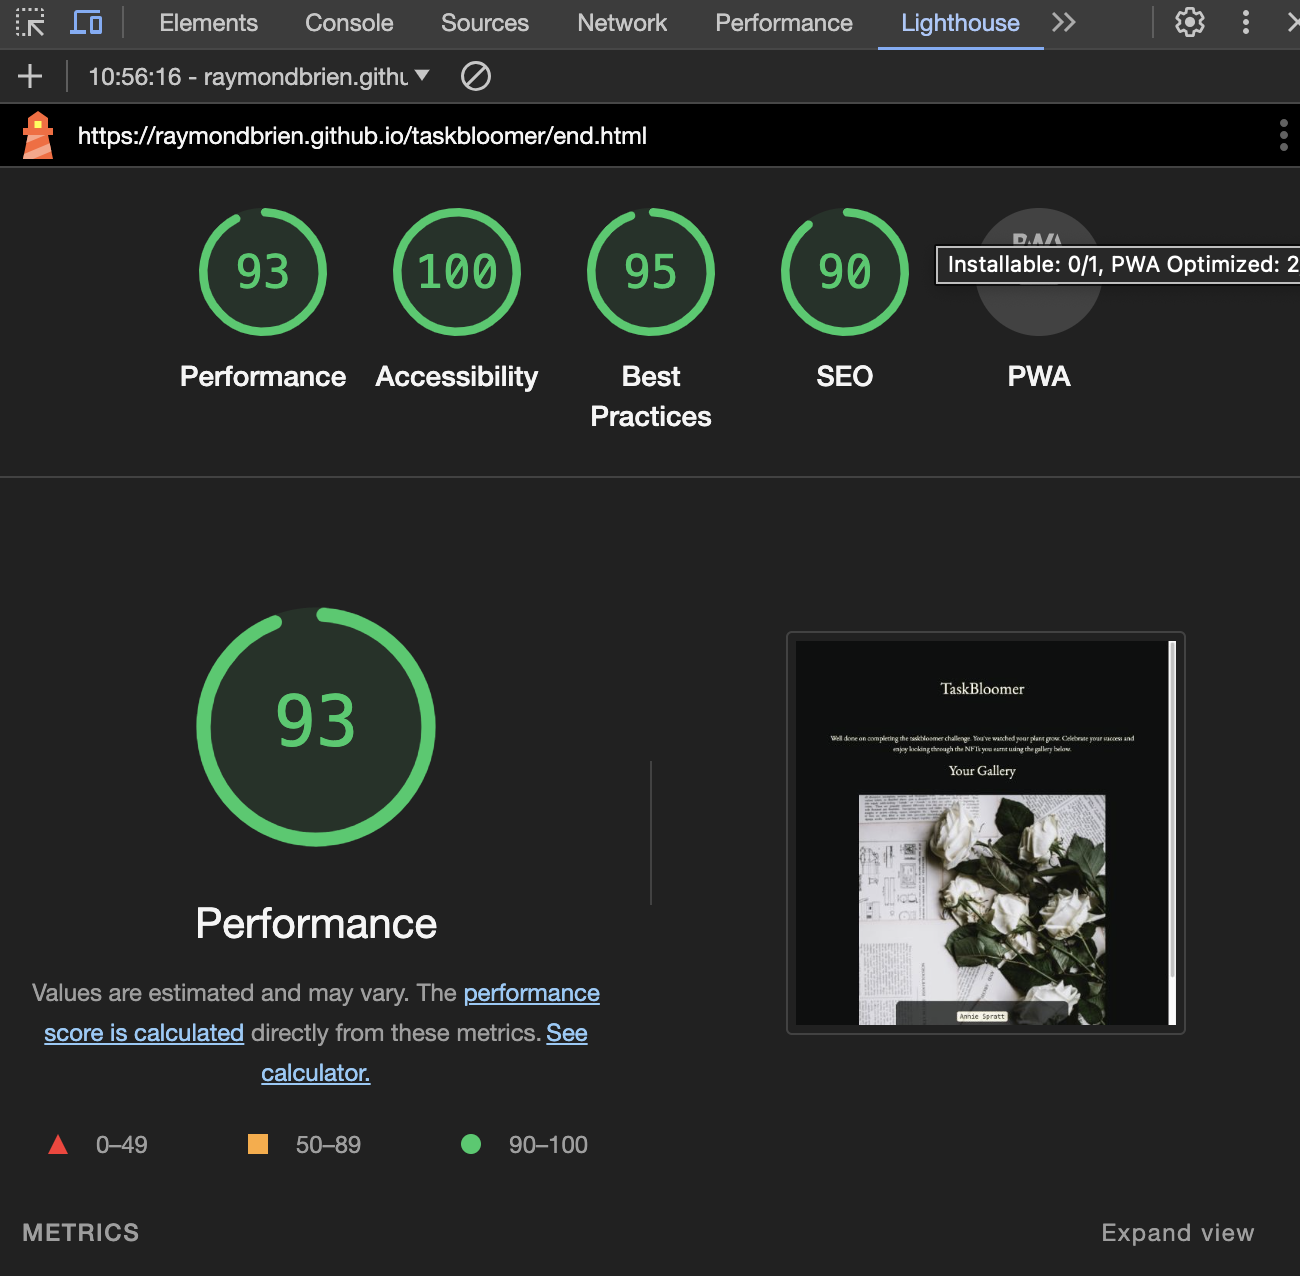 Elements Console Sources Network Performance Lighthouse
10:56:16 - raymondbrien.githu
https://raymondbrien.github.io/taskbloomer/end.html
93 100 95 90
Installable: 0/1, PWA Optimized: 2
Performance Accessibility Best Practices SEO PWA
93
Performance
Values are estimated and may vary. The performance
score is calculated directly from these metrics. See
calculator.
0–49 50–89 90–100
TaskBloomer
Well done on completing the taskbloomer challenge. You've watched your plant grow. Celebrate your success and
enjoy looking through the NFTs you earnt using the gallery below.
Your Gallery
Annie Spratt
METRICS
Expand view